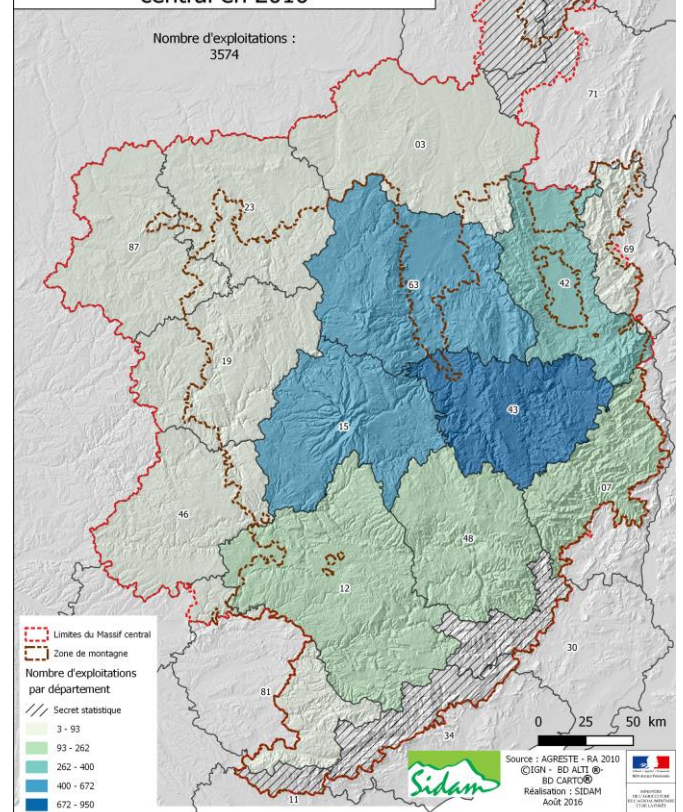 central en 2010
Nombre d'exploitations :
3574
71
03
23
87
69
63
42
19
43
15
07
46
48
12
30
81
34
11
Limites du Massif central
Zone de montagne
Nombre d'exploitations
par département
Secret statistique
3 - 93
93 - 262
262 - 400
400 - 672
672 - 950
0 25 50 km
Sidam
Source : AGRESTE - RA 2010
©IGN - BD ALTI ®-
BD CARTO®
Réalisation : SIDAM
Août 2016